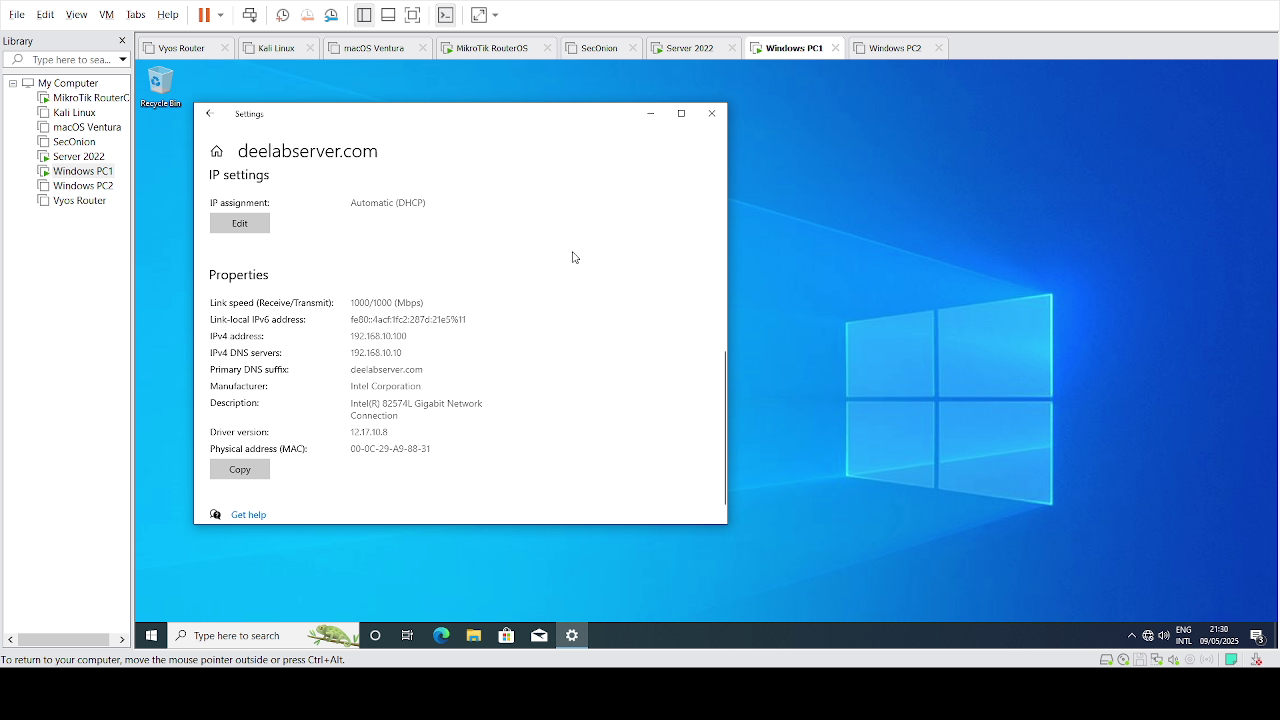 File Edit View VM Tabs Help
Library
Type here to sea...
My Computer
MikroTik RouterO
Kali Linux
macOS Ventura
SecOnion
Server 2022
Windows PC1
Windows PC2
Vyos Router
Vyos Router Kali Linux macOS Ventura MikroTik RouterOS SecOnion Server 2022 Windows PC1 Windows PC2
Recycle Bin
Settings
deelabserver.com
IP settings
IP assignment: Automatic (DHCP)
Edit
Properties
Link speed (Receive/Transmit): 1000/1000 (Mbps)
Link-local IPv6 address: fe80::4acf:1fc2:287d:21e5%11
IPv4 address: 192.168.10.100
IPv4 DNS servers: 192.168.10.10
Primary DNS suffix: deelabserver.com
Manufacturer: Intel Corporation
Description: Intel(R) 82574L Gigabit Network
Connection
Driver version: 12.17.10.8
Physical address (MAC): 00-0C-29-A9-88-31
Copy
Get help
Type here to search
ENG
INTL
21:30
09/05/2025
To return to your computer, move the mouse pointer outside or press Ctrl+Alt.